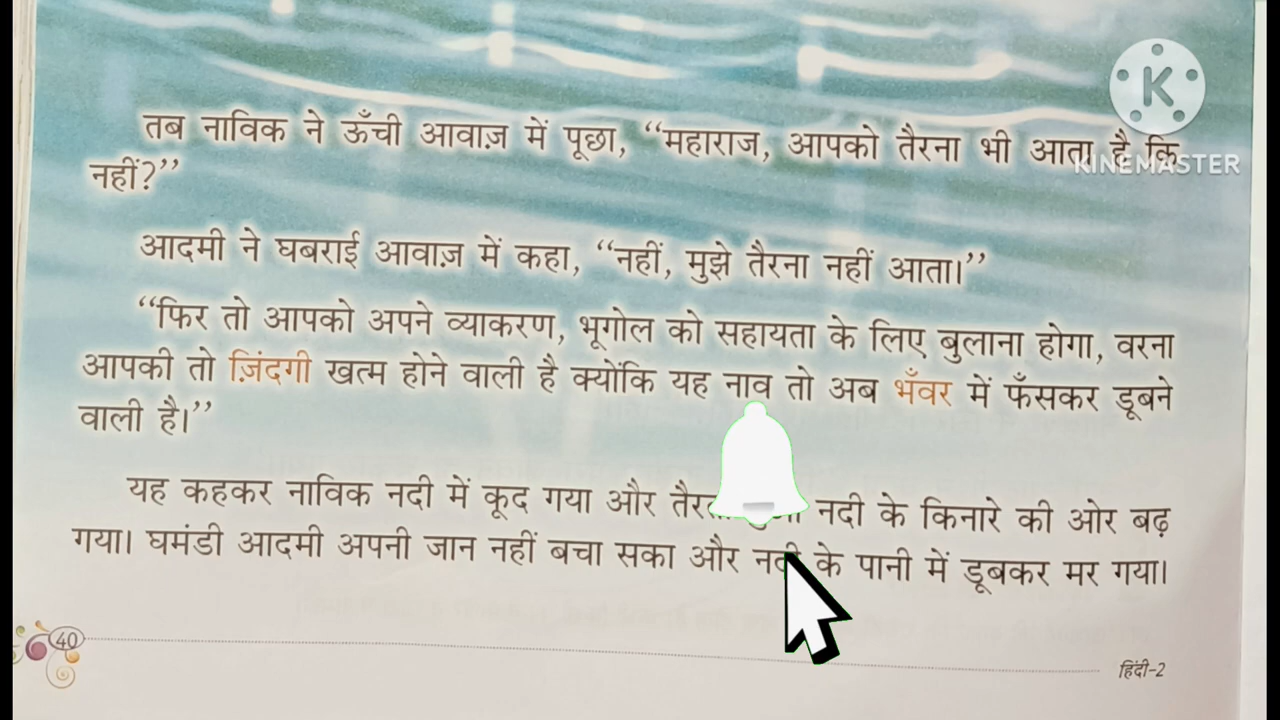 तब नाविक ने ऊँची आवाज़ में पूछा, ‘‘महाराज, आपको तैरना भी आता है कि
नहीं?’’
आदमी ने घबराई आवाज़ में कहा, ‘‘नहीं, मुझे तैरना नहीं आता।’’
‘‘फिर तो आपको अपने व्याकरण, भूगोल को सहायता के लिए बुलाना होगा, वरना
आपकी तो ज़िंदगी खत्म होने वाली है क्योंकि यह नाव तो अब भँवर में फँसकर डूबने
वाली है।’’
यह कहकर नाविक नदी में कूद गया और नदी के किनारे की ओर बढ़
गया। घमंडी आदमी अपनी जान नहीं बचा सका और नदी के पानी में डूबकर मर गया।
40
हिंदी-2
K
KINEMASTER